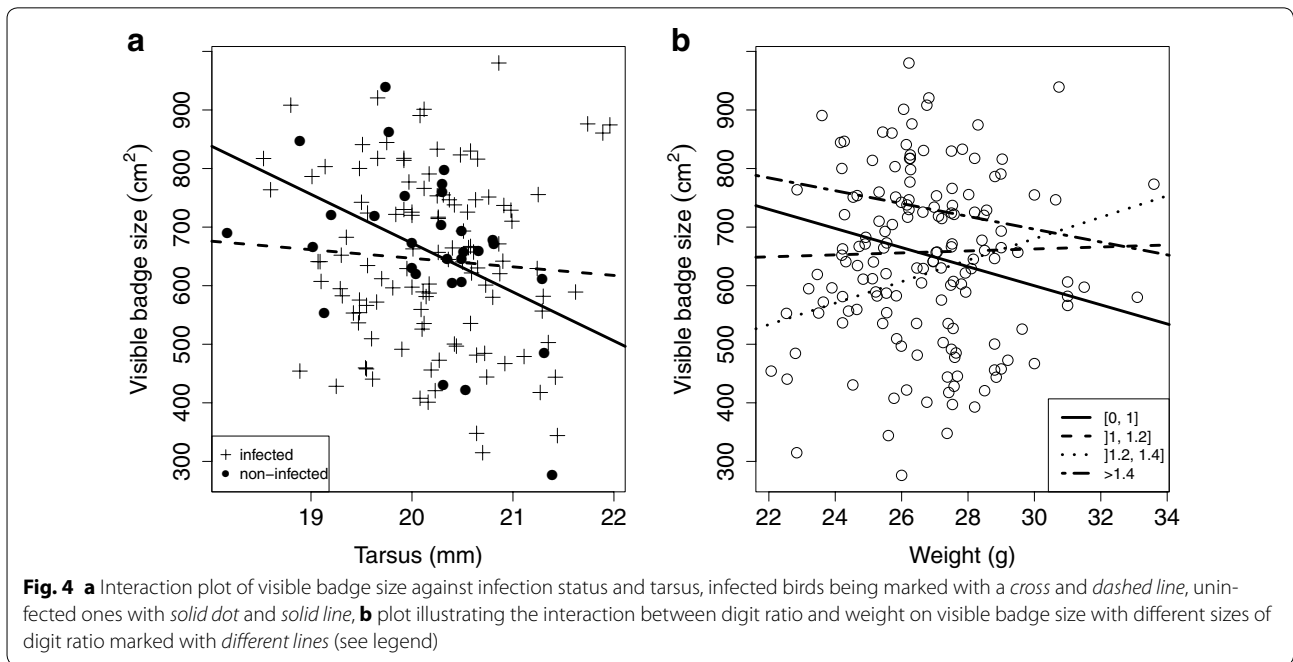 a
b
Visible badge size (cm²)
900
800
700
600
500
400
300
+ infected
● non−infected
19
20
21
22
Tarsus (mm)
Visible badge size (cm²)
900
800
700
600
500
400
300
[0, 1]
]1, 1.2]
]1.2, 1.4]
>1.4
22
24
26
28
30
32
34
Weight (g)
Fig. 4 a Interaction plot of visible badge size against infection status and tarsus, infected birds being marked with a cross and dashed line, unin-
fected ones with solid dot and solid line, b plot illustrating the interaction between digit ratio and weight on visible badge size with different sizes of
digit ratio marked with different lines (see legend)